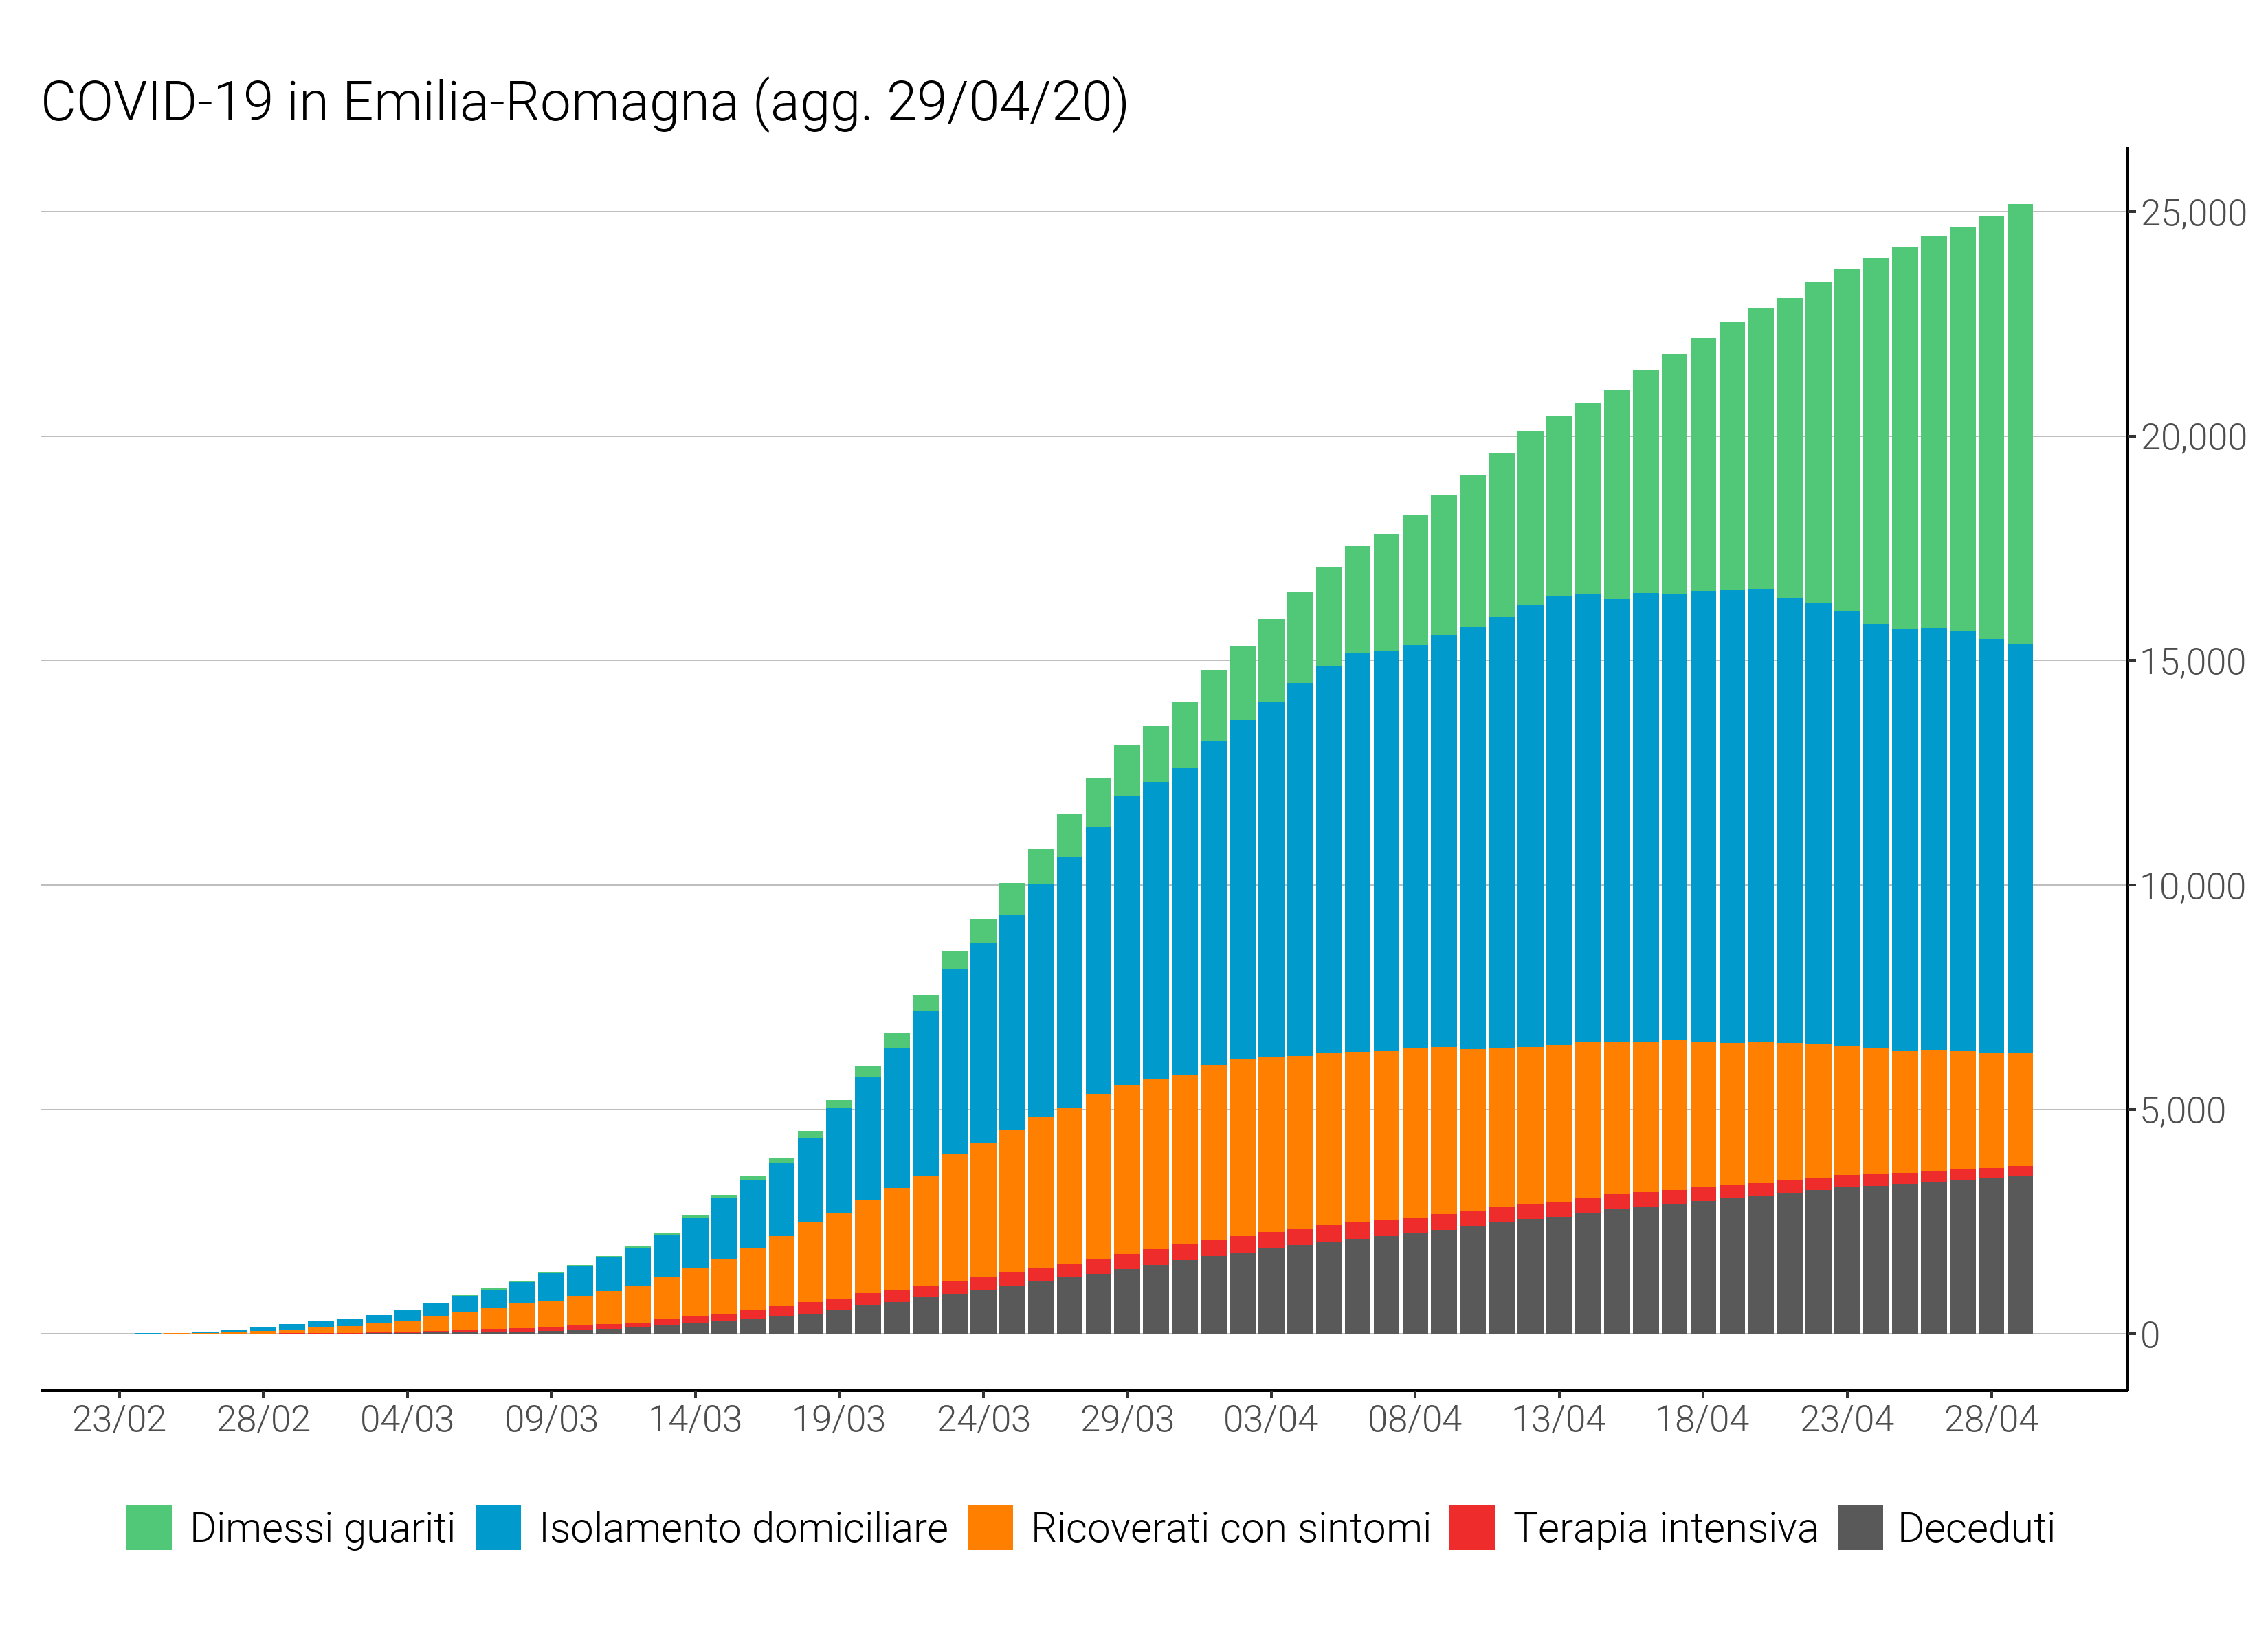 COVID-19 in Emilia-Romagna (agg. 29/04/20)
25,000
20,000
15,000
10,000
5,000
0
23/02 28/02 04/03 09/03 14/03 19/03 24/03 29/03 03/04 08/04 13/04 18/04 23/04 28/04
Dimessi guariti Isolamento domiciliare Ricoverati con sintomi Terapia intensiva Deceduti